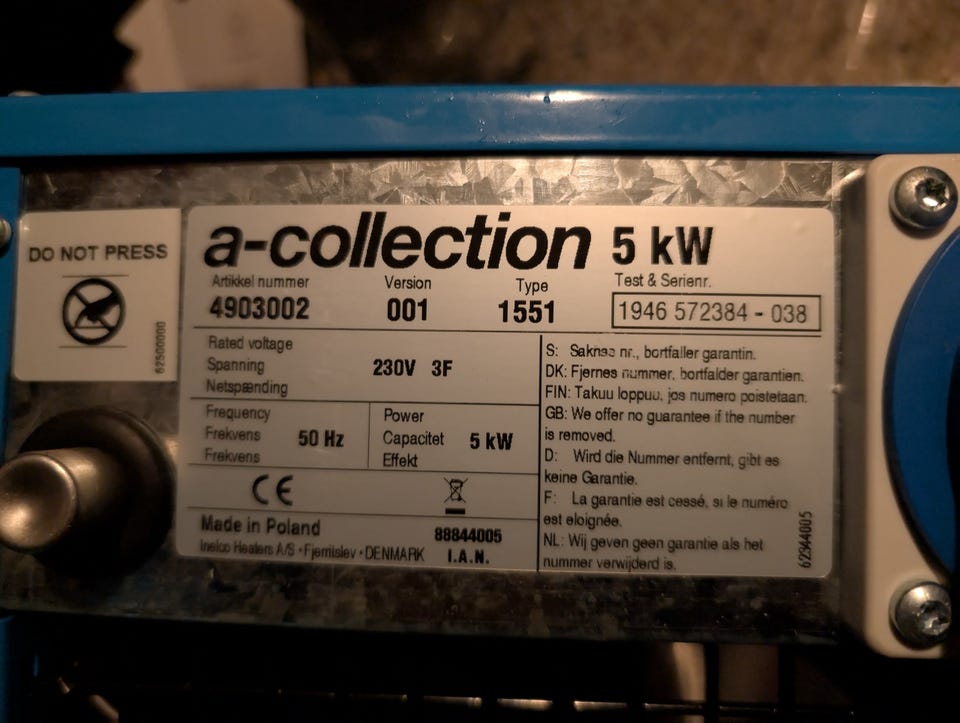 DO NOT PRESS
62500000
a-collection 5 kW
Artikkel nummer Version Type Test & Serienr.
4903002 001 1551 1946 572384 - 038
Rated voltage
Spanning 230V 3F
Netspænding
Frequency
Frekvens 50 Hz
Frekvens
Power
Capacitet 5 kW
Effekt
CE
Made in Poland 88844005
Inelco Heaters A/S • Fjerritslev • DENMARK I.A.N.
S: Saknas nr., bortfaller garantin.
DK: Fjernes nummer, bortfalder garantien.
FIN: Takuu loppuu, jos numero poistetaan.
GB: We offer no guarantee if the number
is removed.
D: Wird die Nummer entfernt, gibt es
keine Garantie.
F: La garantie est cessé, si le numéro
est eloignée.
NL: Wij geven geen garantie als het
nummer verwijderd is.
62944005